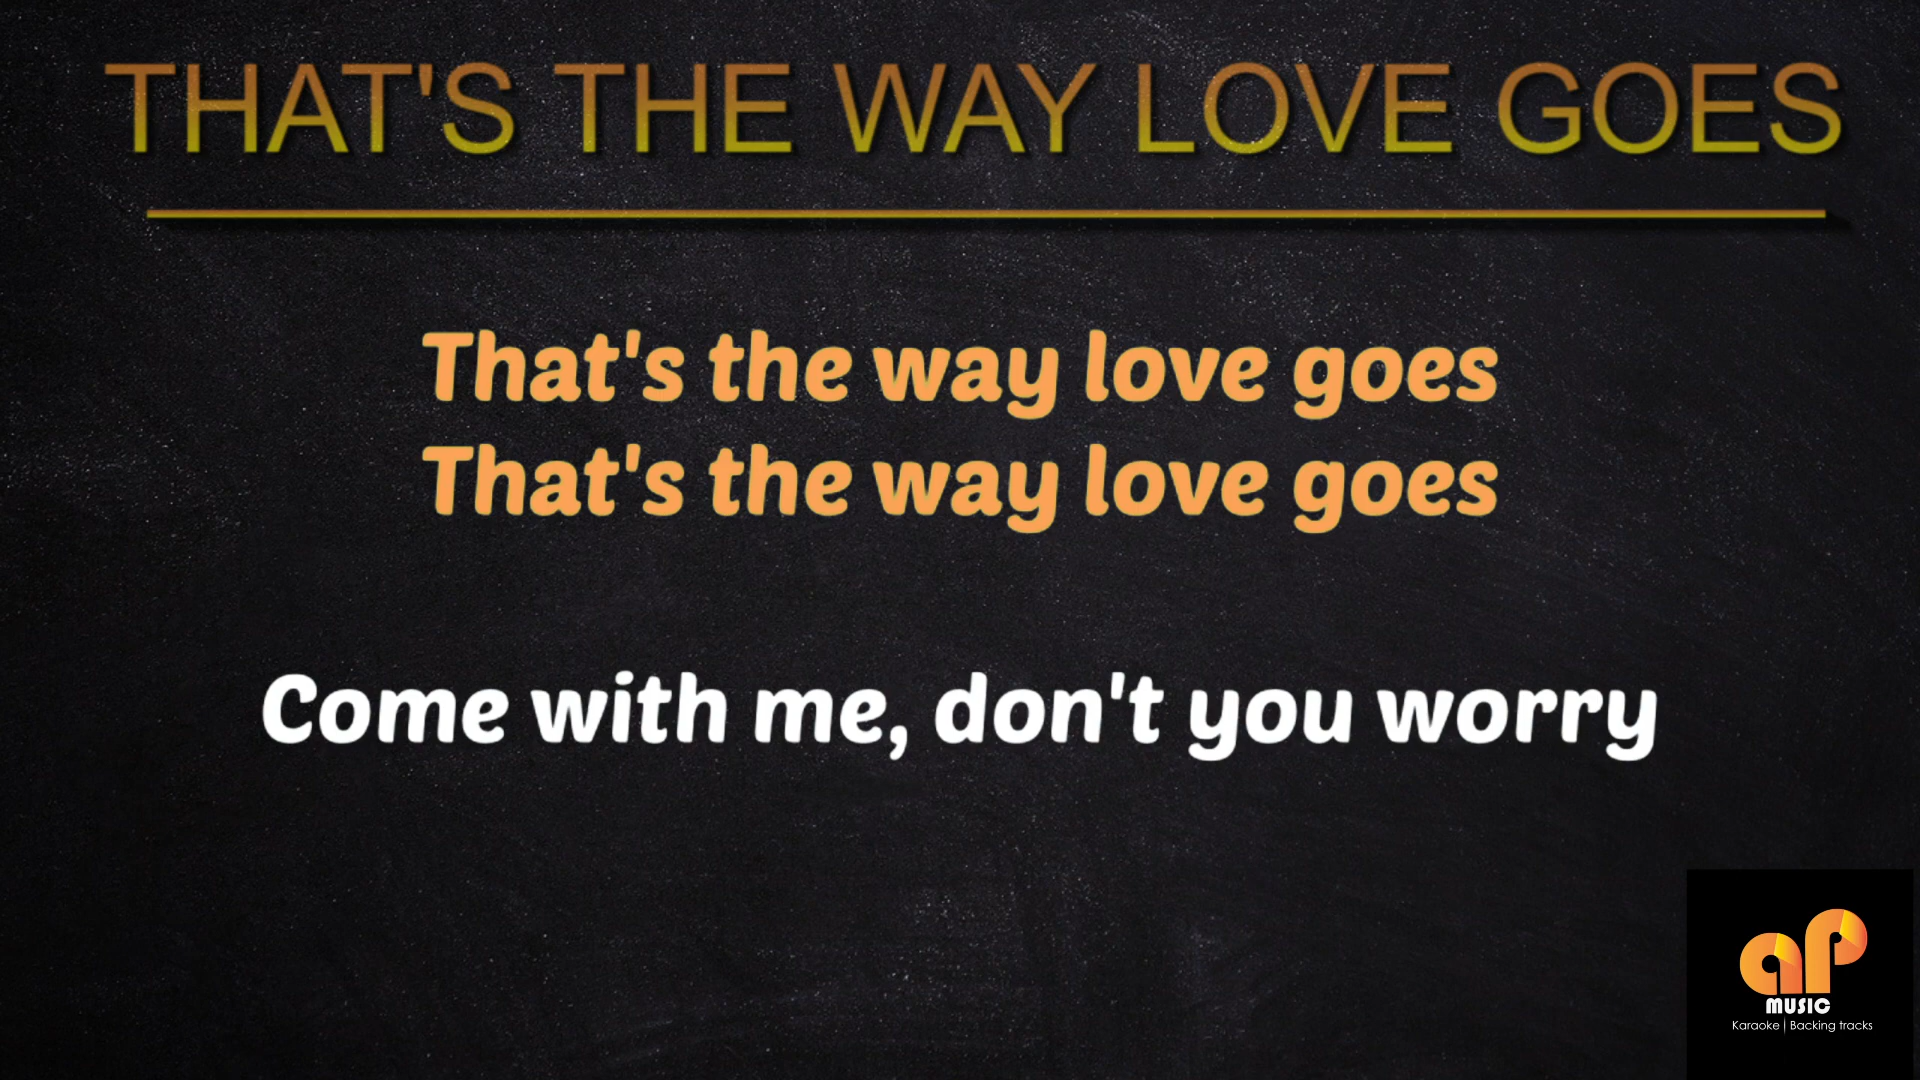 THAT'S THE WAY LOVE GOES
That's the way love goes
That's the way love goes
Come with me, don't you worry
ap
MUSIC
Karaoke | Backing tracks